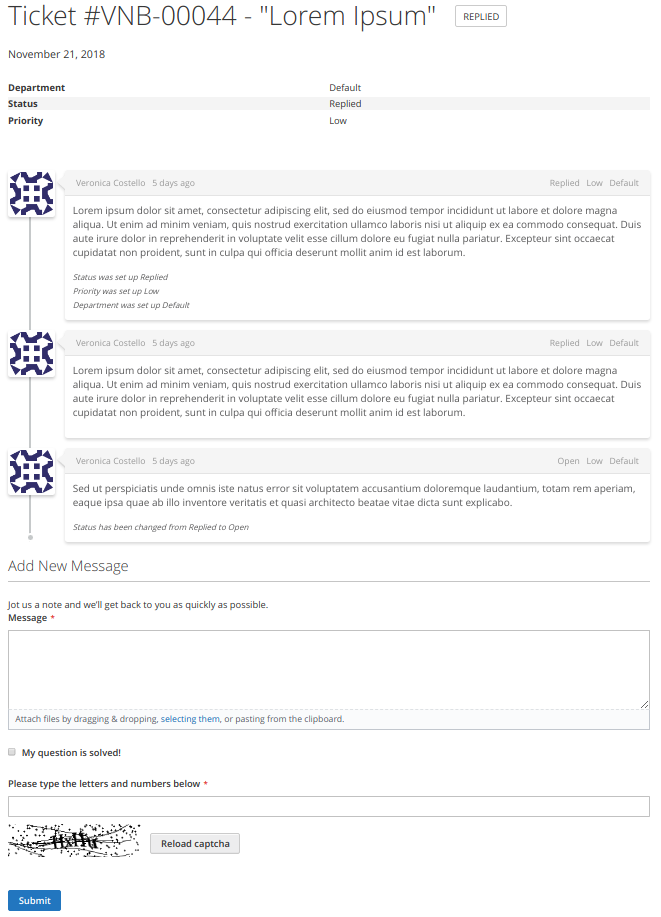 Ticket #VNB-00044 - "Lorem Ipsum" REPLIED
November 21, 2018
Department Default
Status Replied
Priority Low
Veronica Costello 5 days ago Replied Low Default
Lorem ipsum dolor sit amet, consectetur adipiscing elit, sed do eiusmod tempor incididunt ut labore et dolore magna
aliqua. Ut enim ad minim veniam, quis nostrud exercitation ullamco laboris nisi ut aliquip ex ea commodo consequat. Duis
aute irure dolor in reprehenderit in voluptate velit esse cillum dolore eu fugiat nulla pariatur. Excepteur sint occaecat
cupidatat non proident, sunt in culpa qui officia deserunt mollit anim id est laborum.
Status was set up Replied
Priority was set up Low
Department was set up Default
Veronica Costello 5 days ago Replied Low Default
Lorem ipsum dolor sit amet, consectetur adipiscing elit, sed do eiusmod tempor incididunt ut labore et dolore magna
aliqua. Ut enim ad minim veniam, quis nostrud exercitation ullamco laboris nisi ut aliquip ex ea commodo consequat. Duis
aute irure dolor in reprehenderit in voluptate velit esse cillum dolore eu fugiat nulla pariatur. Excepteur sint occaecat
cupidatat non proident, sunt in culpa qui officia deserunt mollit anim id est laborum.
Veronica Costello 5 days ago Open Low Default
Sed ut perspiciatis unde omnis iste natus error sit voluptatem accusantium doloremque laudantium, totam rem aperiam,
eaque ipsa quae ab illo inventore veritatis et quasi architecto beatae vitae dicta sunt explicabo.
Status has been changed from Replied to Open
Add New Message
Jot us a note and we'll get back to you as quickly as possible.
Message *
Attach files by dragging & dropping, selecting them, or pasting from the clipboard.
My question is solved!
Please type the letters and numbers below *
Reload captcha
Submit